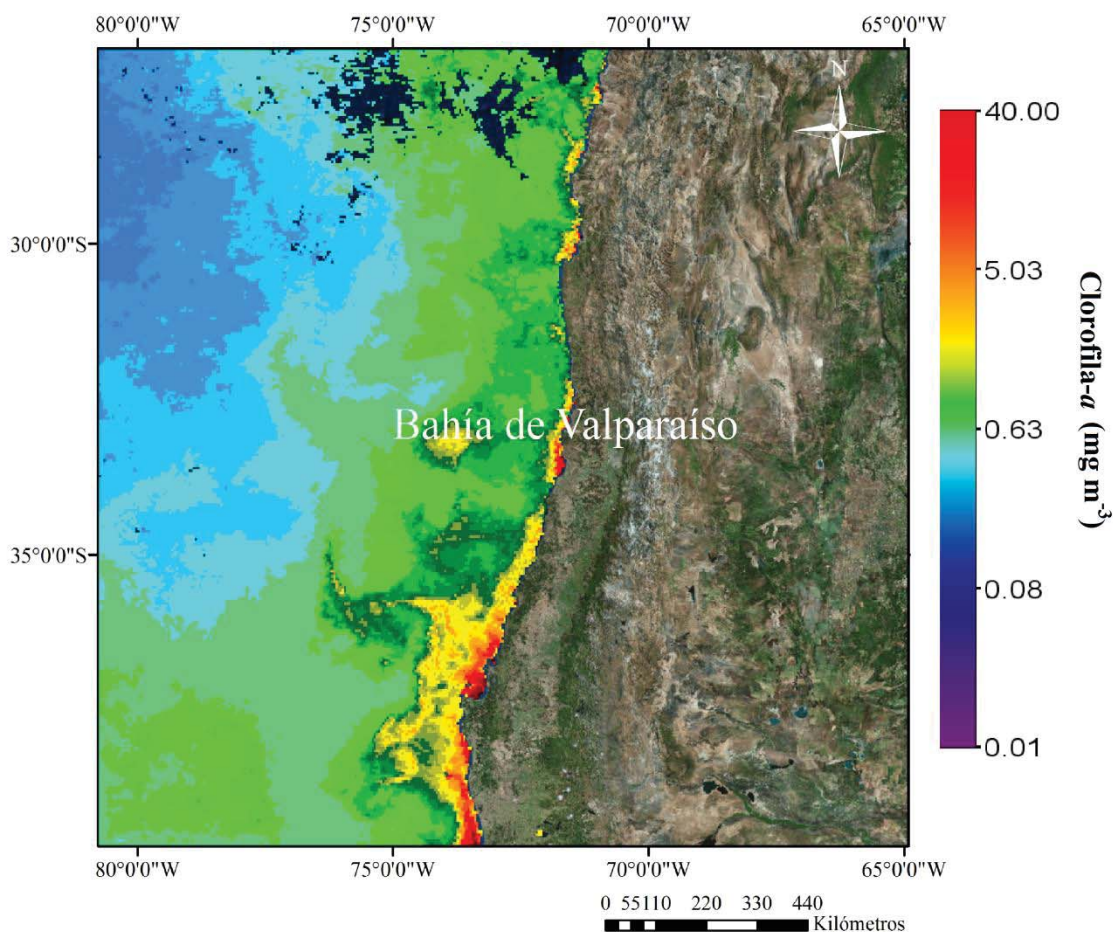 80°0'0"W 75°0'0"W 70°0'0"W 65°0'0"W
N
40.00
30°0'0"S
5.03
Clorofila-a (mg m-3)
Bahía de Valparaíso
0.63
35°0'0"S
0.08
0.01
80°0'0"W 75°0'0"W 70°0'0"W 65°0'0"W
0 55110 220 330 440
Kilómetros